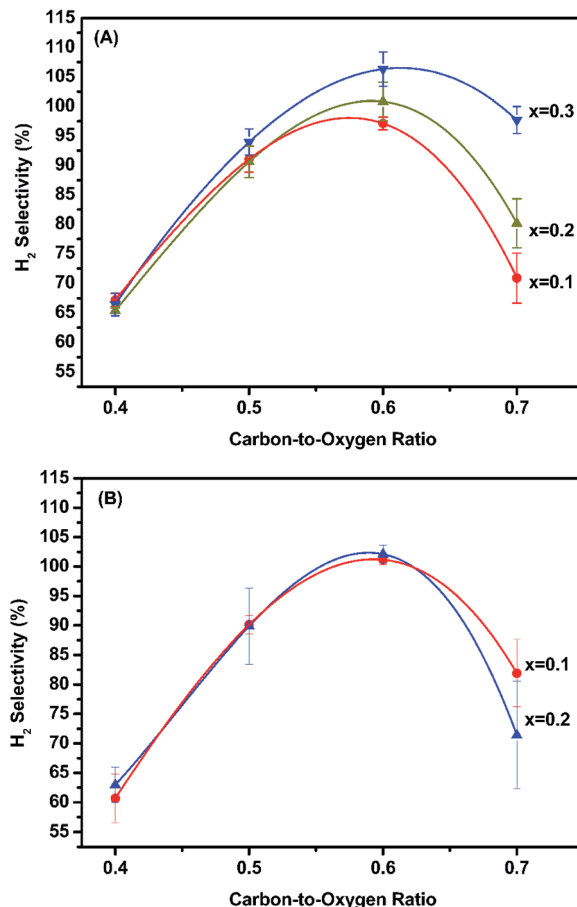 (A)
115
110
105
100
95
90
85
80
75
70
65
60
55
H₂ Selectivity (%)
x=0.3
x=0.2
x=0.1
0.4 0.5 0.6 0.7
Carbon-to-Oxygen Ratio
(B)
115
110
105
100
95
90
85
80
75
70
65
60
55
H₂ Selectivity (%)
x=0.1
x=0.2
0.4 0.5 0.6 0.7
Carbon-to-Oxygen Ratio